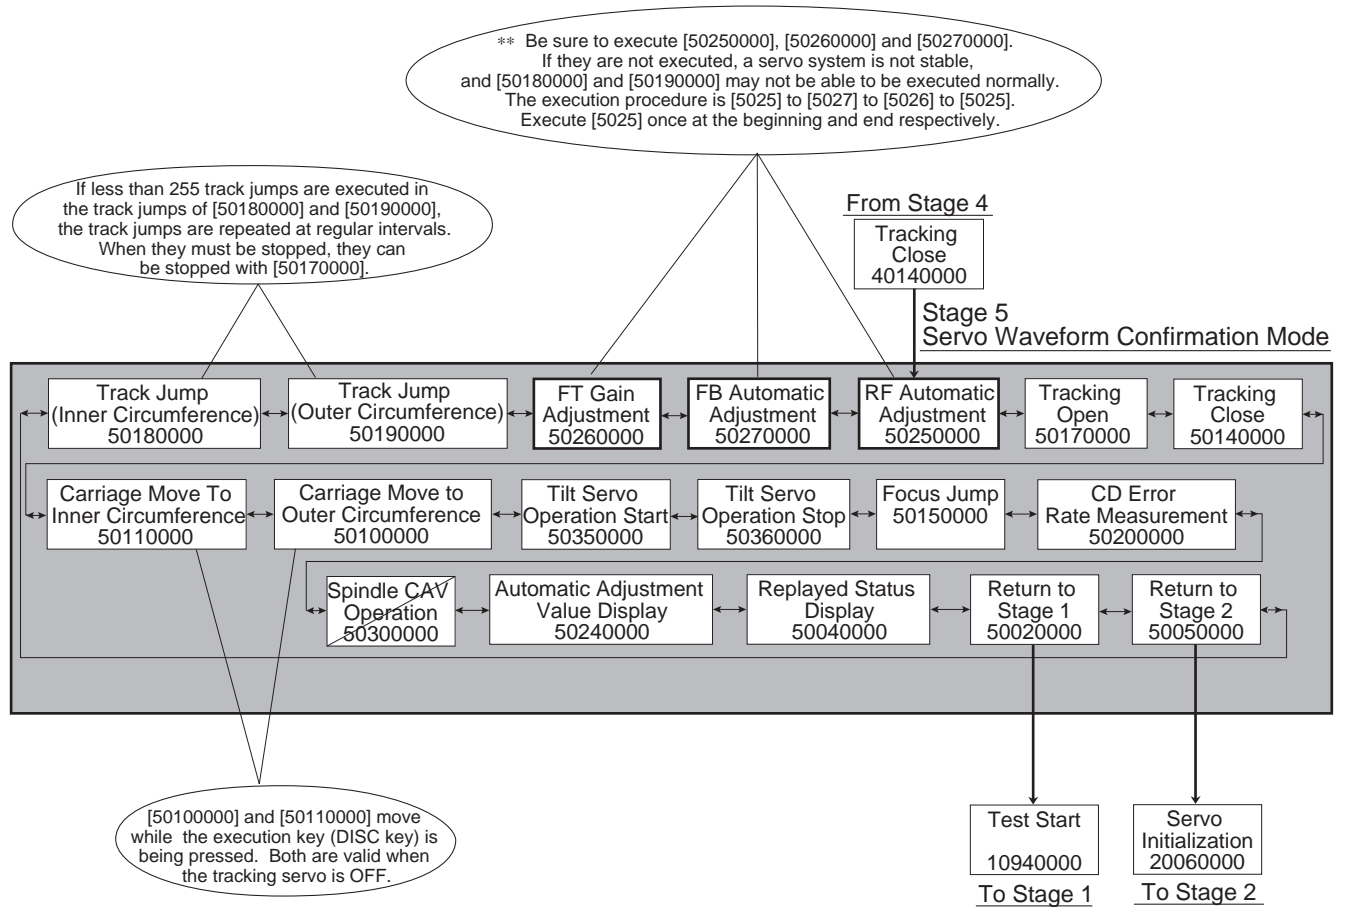 ** Be sure to execute [50250000], [50260000] and [50270000].
If they are not executed, a servo system is not stable,
and [50180000] and [50190000] may not be able to be executed normally.
The execution procedure is [5025] to [5027] to [5026] to [5025].
Execute [5025] once at the beginning and end respectively.
If less than 255 track jumps are executed in
the track jumps of [50180000] and [50190000],
the track jumps are repeated at regular intervals.
When they must be stopped, they can
be stopped with [50170000].
From Stage 4
Tracking
Close
40140000
Stage 5
Servo Waveform Confirmation Mode
Track Jump
(Inner Circumference)
50180000
Track Jump
(Outer Circumference)
50190000
FT Gain
Adjustment
50260000
FB Automatic
Adjustment
50270000
RF Automatic
Adjustment
50250000
Tracking
Open
50170000
Tracking
Close
50140000
Carriage Move To
Inner Circumference
50110000
Carriage Move to
Outer Circumference
50100000
Tilt Servo
Operation Start
50350000
Tilt Servo
Operation Stop
50360000
Focus Jump
50150000
CD Error
Rate Measurement
50200000
Spindle CAV
Operation
50300000
Automatic Adjustment
Value Display
50240000
Replayed Status
Display
50040000
Return to
Stage 1
50020000
Return to
Stage 2
50050000
[50100000] and [50110000] move
while the execution key (DISC key) is
being pressed. Both are valid when
the tracking servo is OFF.
Test Start
10940000
To Stage 1
Servo
Initialization
20060000
To Stage 2